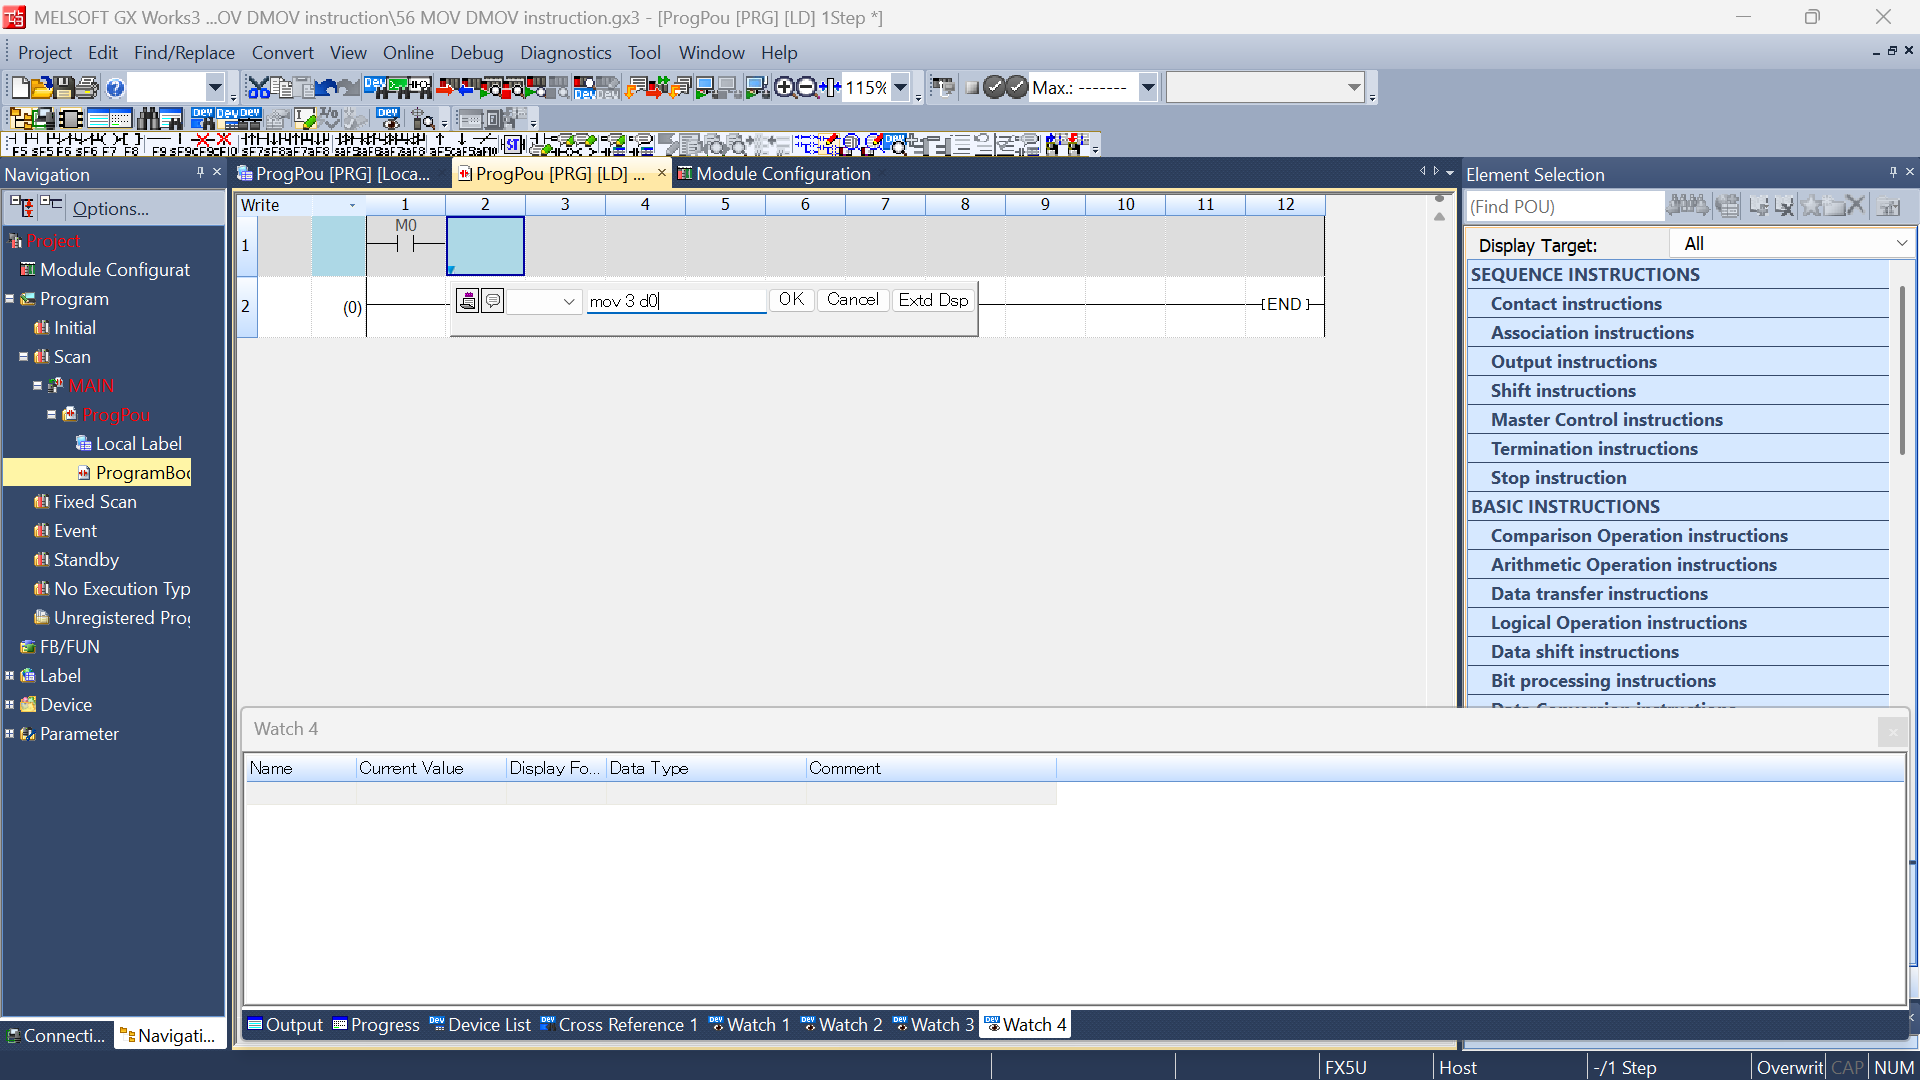 MELSOFT GX Works3 ...OV DMOV instruction\56 MOV DMOV instruction.gx3 - [ProgPou [PRG] [LD] 1Step *]
Project Edit Find/Replace Convert View Online Debug Diagnostics Tool Window Help
115%
Max.: -------
Navigation
ProgPou [PRG] [Loca...
ProgPou [PRG] [LD] ...
Module Configuration
Element Selection
Options...
Write
1 2 3 4 5 6 7 8 9 10 11 12
(Find POU)
Display Target: All
1
M0
2
(0)
mov 3 d0
OK
Cancel
Extd Dsp
[END]
Project
Module Configurat
Program
Initial
Scan
MAIN
ProgPou
Local Label
ProgramBo
Fixed Scan
Event
Standby
No Execution Typ
Unregistered Pro
FB/FUN
Label
Device
Parameter
SEQUENCE INSTRUCTIONS
Contact instructions
Association instructions
Output instructions
Shift instructions
Master Control instructions
Termination instructions
Stop instruction
BASIC INSTRUCTIONS
Comparison Operation instructions
Arithmetic Operation instructions
Data transfer instructions
Logical Operation instructions
Data shift instructions
Bit processing instructions
Data Conversion instructions
Watch 4
Name Current Value Display Fo... Data Type Comment
Connecti...
Navigati...
Output Progress Device List Cross Reference 1 Watch 1 Watch 2 Watch 3 Watch 4
FX5U Host -/1 Step Overwrit CAP NUM